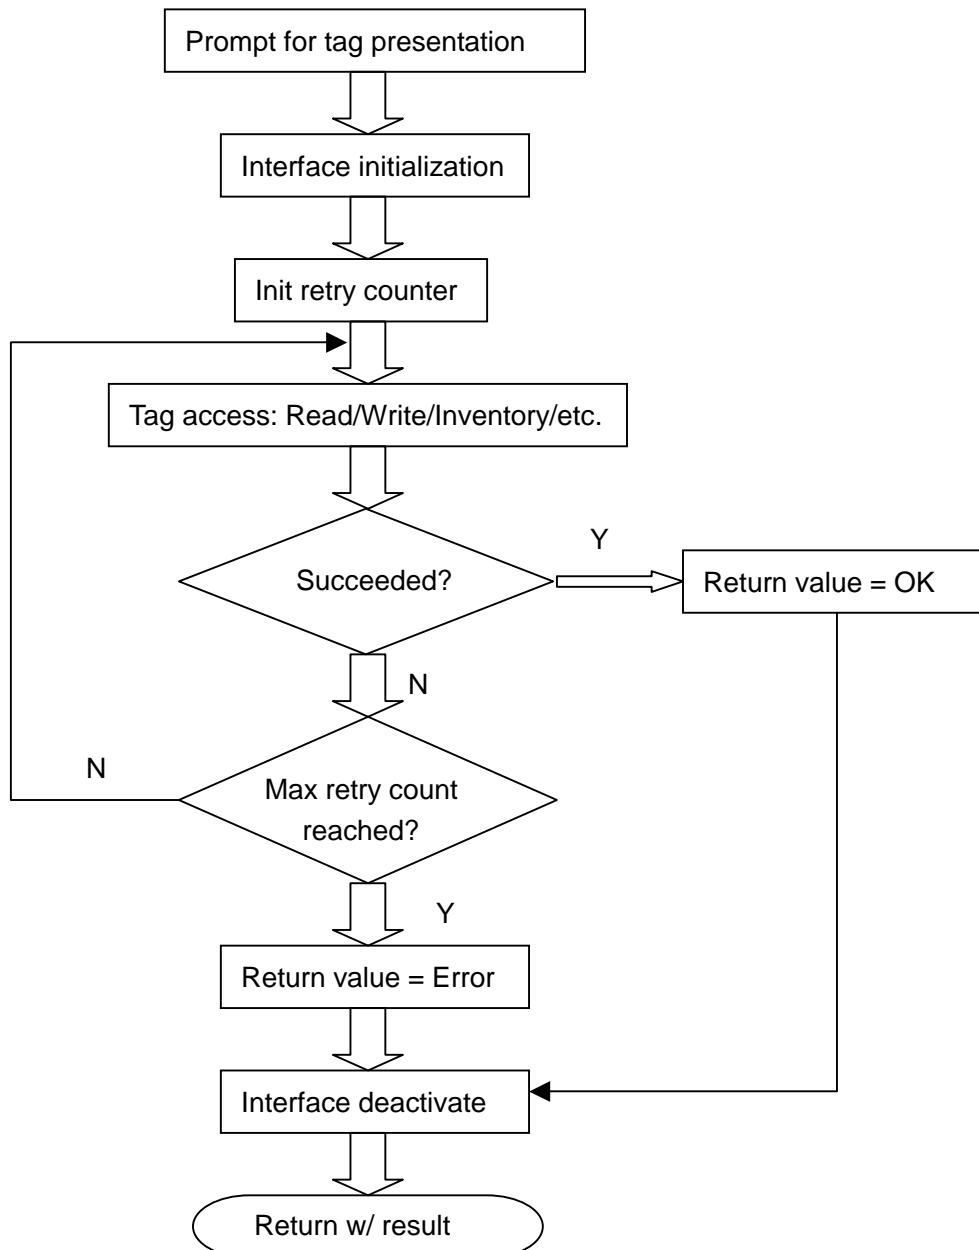 Prompt for tag presentation
Interface initialization
Init retry counter
Tag access: Read/Write/Inventory/etc.
Y
Succeeded?
Return value = OK
N
N
Max retry count
reached?
Y
Return value = Error
Interface deactivate
Return w/ result